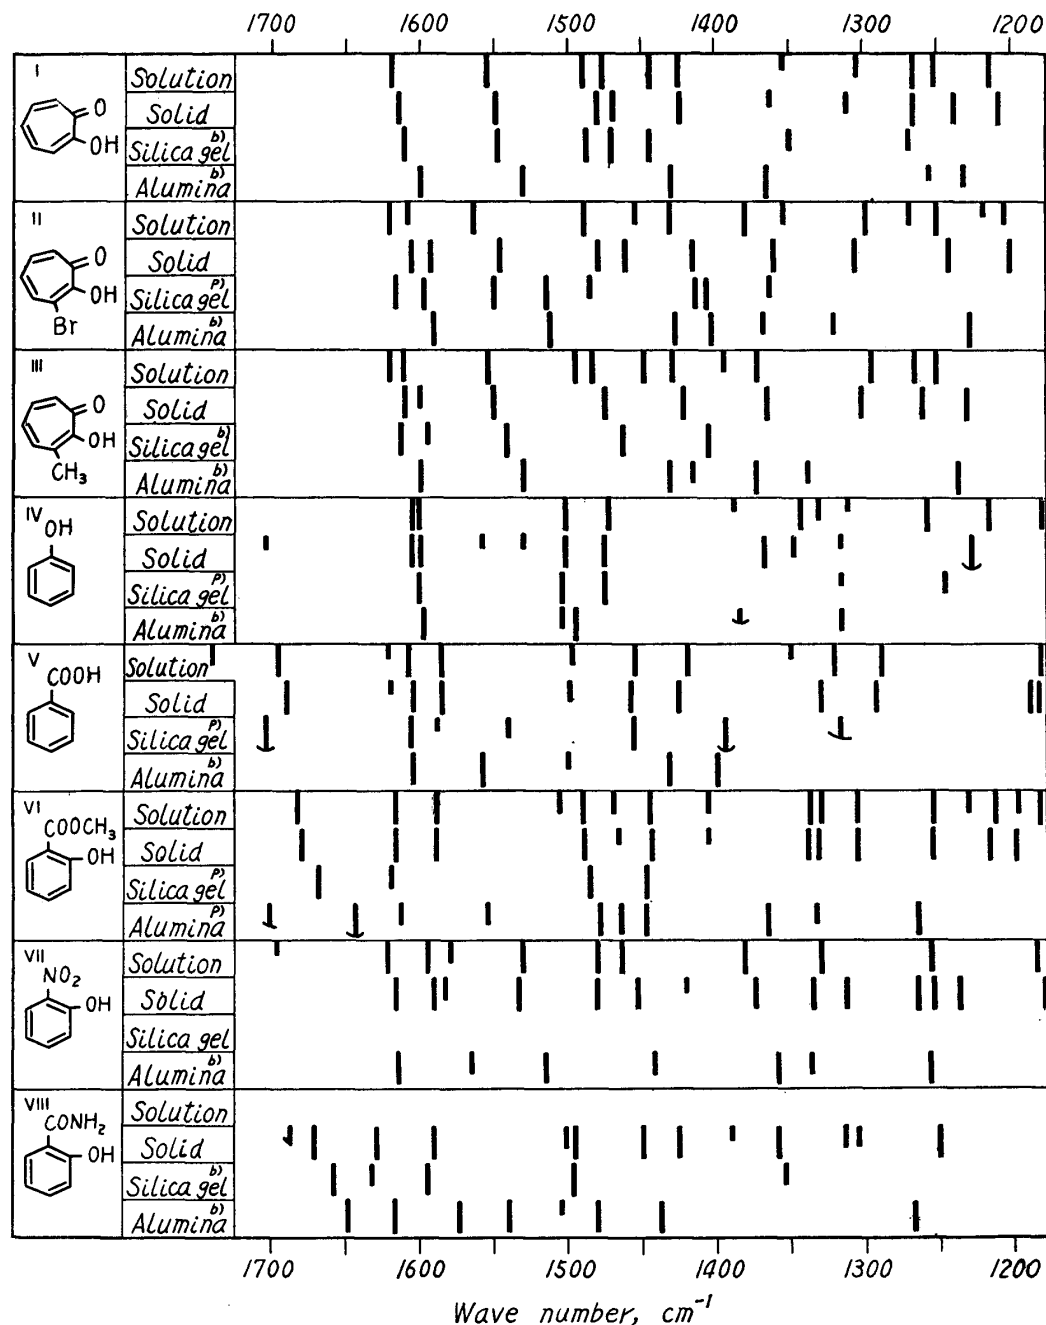 1700 1600 1500 1400 1300 1200
I
Solution
Solid
O
OH
Silica gel b)
Alumina b)
II
Solution
Solid
O
OH
Br
Silica gel p)
Alumina b)
III
Solution
Solid
O
OH
CH3
Silica gel b)
Alumina b)
IV
OH
Solution
Solid
Silica gel p)
Alumina b)
V
COOH
Solution
Solid
Silica gel p)
Alumina b)
VI
COOCH3
OH
Solution
Solid
Silica gel p)
Alumina p)
VII
NO2
OH
Solution
Solid
Silica gel
Alumina b)
VIII
CONH2
OH
Solution
Solid
Silica gel b)
Alumina b)
1700 1600 1500 1400 1300 1200
Wave number, cm-1